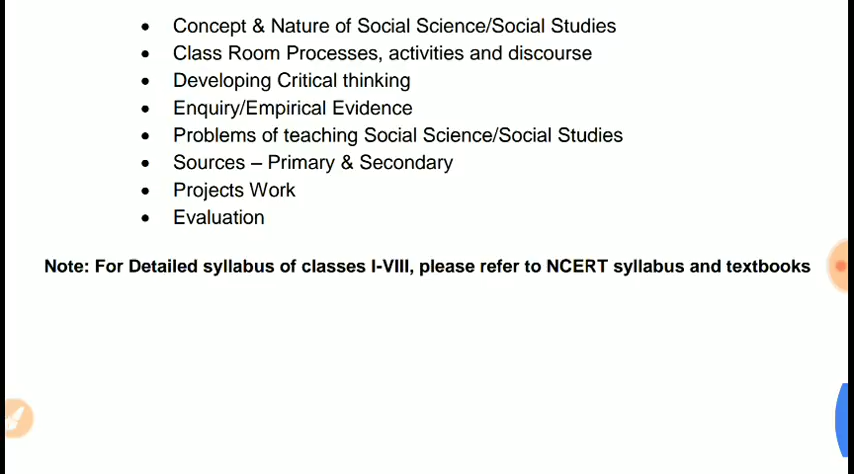 • Concept & Nature of Social Science/Social Studies
• Class Room Processes, activities and discourse
• Developing Critical thinking
• Enquiry/Empirical Evidence
• Problems of teaching Social Science/Social Studies
• Sources – Primary & Secondary
• Projects Work
• Evaluation
Note: For Detailed syllabus of classes I-VIII, please refer to NCERT syllabus and textbooks